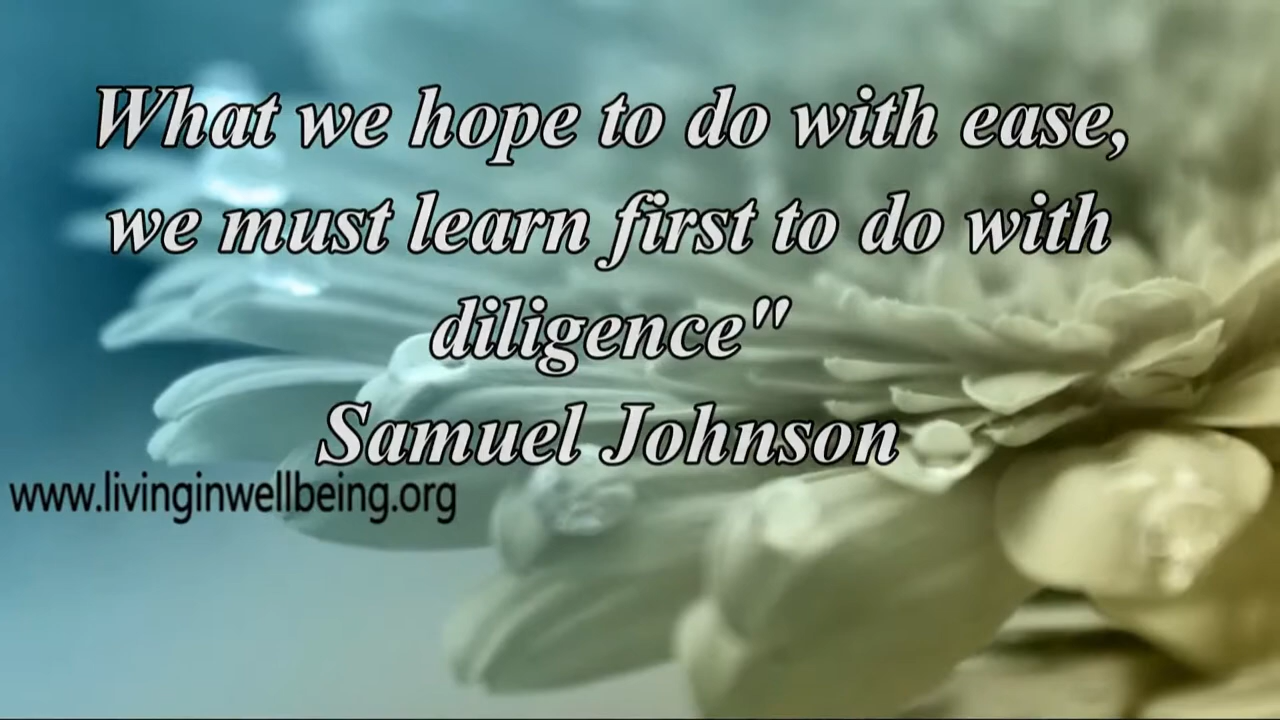 What we hope to do with ease,
we must learn first to do with
diligence"
Samuel Johnson
www.livinginwellbeing.org